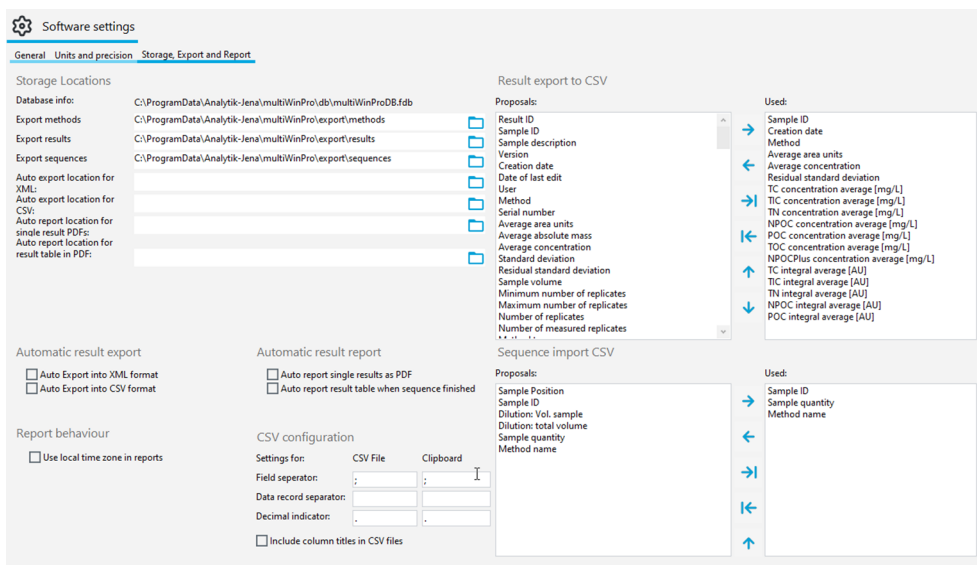 Software settings
General Units and precision Storage, Export and Report
Storage Locations
Database info: C:\ProgramData\Analytik-Jena\multiWinPro\db\multiWinProDB.fdb
Export methods C:\ProgramData\Analytik-Jena\multiWinPro\export\methods
Export results C:\ProgramData\Analytik-Jena\multiWinPro\export\results
Export sequences C:\ProgramData\Analytik-Jena\multiWinPro\export\sequences
Auto export location for
XML:
Auto export location for
CSV:
Auto report location for
single result PDFs:
Auto report location for
result table in PDF:
Result export to CSV
Proposals:
Result ID
Sample ID
Sample description
Version
Creation date
Date of last edit
User
Method
Serial number
Average area units
Average absolute mass
Average concentration
Standard deviation
Residual standard deviation
Sample volume
Minimum number of replicates
Maximum number of replicates
Number of replicates
Number of measured replicates
Used:
Sample ID
Creation date
Method
Average area units
Average concentration
Residual standard deviation
TC concentration average [mg/L]
TIC concentration average [mg/L]
TN concentration average [mg/L]
NPOC concentration average [mg/L]
POC concentration average [mg/L]
TOC concentration average [mg/L]
NPOCPlus concentration average [mg/L]
TC integral average [AU]
TIC integral average [AU]
TN integral average [AU]
NPOC integral average [AU]
POC integral average [AU]
Automatic result export
Auto Export into XML format
Auto Export into CSV format
Automatic result report
Auto report single results as PDF
Auto report result table when sequence finished
Report behaviour
Use local time zone in reports
CSV configuration
Settings for: CSV File Clipboard
Field seperator: ; ;
Data record separator:
Decimal indicator: . .
Include column titles in CSV files
Sequence import CSV
Proposals:
Sample Position
Sample ID
Dilution: Vol. sample
Dilution: total volume
Sample quantity
Method name
Used:
Sample ID
Sample quantity
Method name